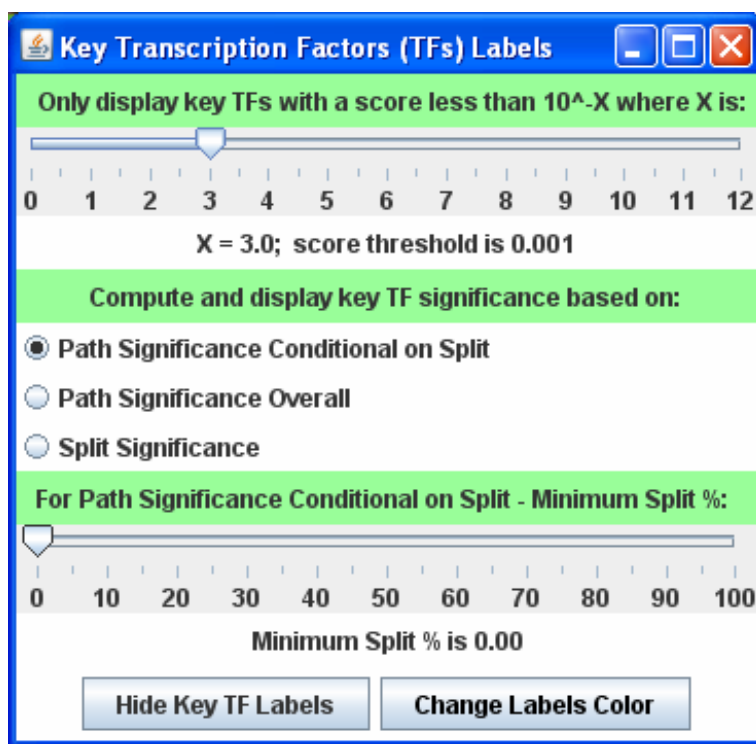 Key Transcription Factors (TFs) Labels
Only display key TFs with a score less than 10^-X where X is:
0 1 2 3 4 5 6 7 8 9 10 11 12
X = 3.0; score threshold is 0.001
Compute and display key TF significance based on:
Path Significance Conditional on Split
Path Significance Overall
Split Significance
For Path Significance Conditional on Split - Minimum Split %:
0 10 20 30 40 50 60 70 80 90 100
Minimum Split % is 0.00
Hide Key TF Labels Change Labels Color